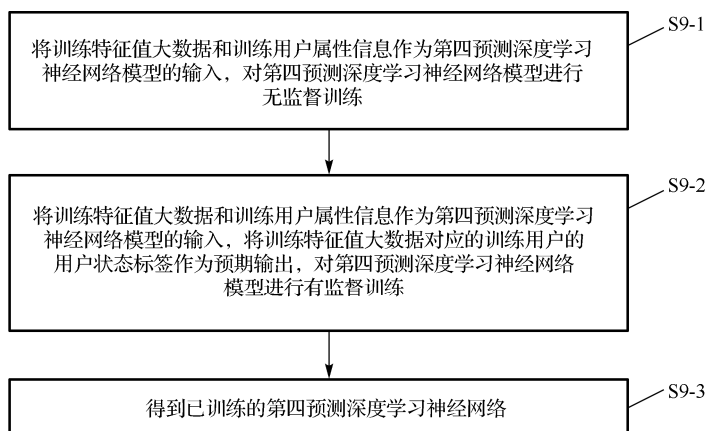 S9-1
将训练特征值大数据和训练用户属性信息作为第四预测深度学习
神经网络模型的输入，对第四预测深度学习神经网络模型进行
无监督训练
S9-2
将训练特征值大数据和训练用户属性信息作为第四预测深度学习
神经网络模型的输入，将训练特征值大数据对应的训练用户的
用户状态标签作为预期输出，对第四预测深度学习神经网络
模型进行有监督训练
S9-3
得到已训练的第四预测深度学习神经网络